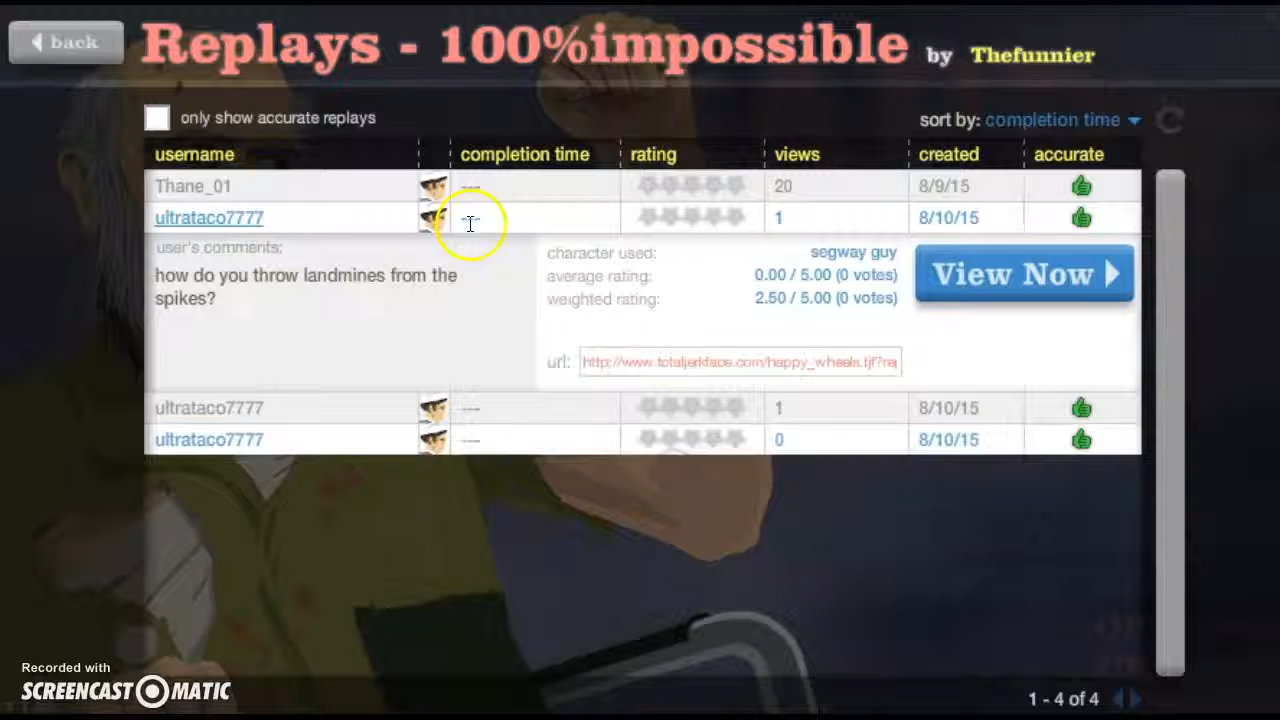 back
Replays - 100%impossible by Thefunnier
only show accurate replays
sort by: completion time
username completion time rating views created accurate
Thane_01 --- 20 8/9/15
ultrataco7777 --- 1 8/10/15
user's comments:
how do you throw landmines from the
spikes?
character used: segway guy
average rating: 0.00 / 5.00 (0 votes)
weighted rating: 2.50 / 5.00 (0 votes)
View Now
url: http://www.totaljerkface.com/happy_wheels.tjf?re
ultrataco7777 --- 1 8/10/15
ultrataco7777 --- 0 8/10/15
Recorded with
SCREENCAST MATIC
1 - 4 of 4